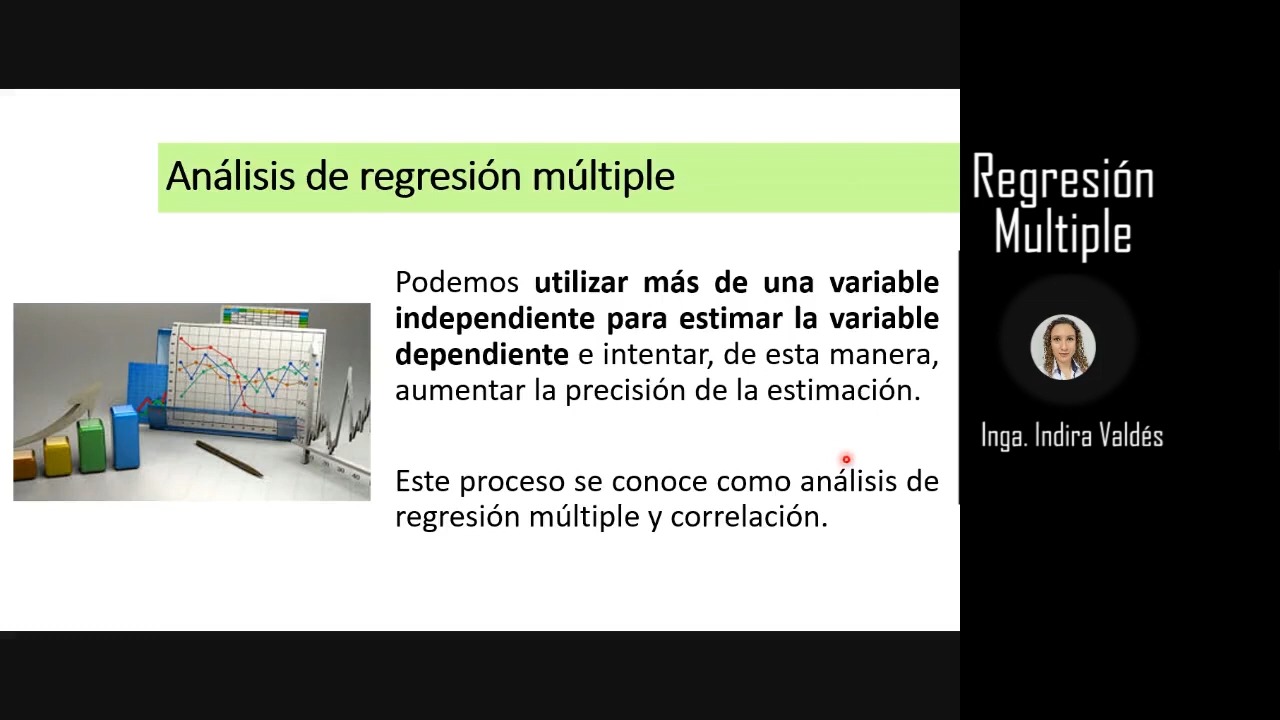 Análisis de regresión múltiple
Podemos utilizar más de una variable
independiente para estimar la variable
dependiente e intentar, de esta manera,
aumentar la precisión de la estimación.
Este proceso se conoce como análisis de
regresión múltiple y correlación.
Regresión
Multiple
Inga. Indira Valdés